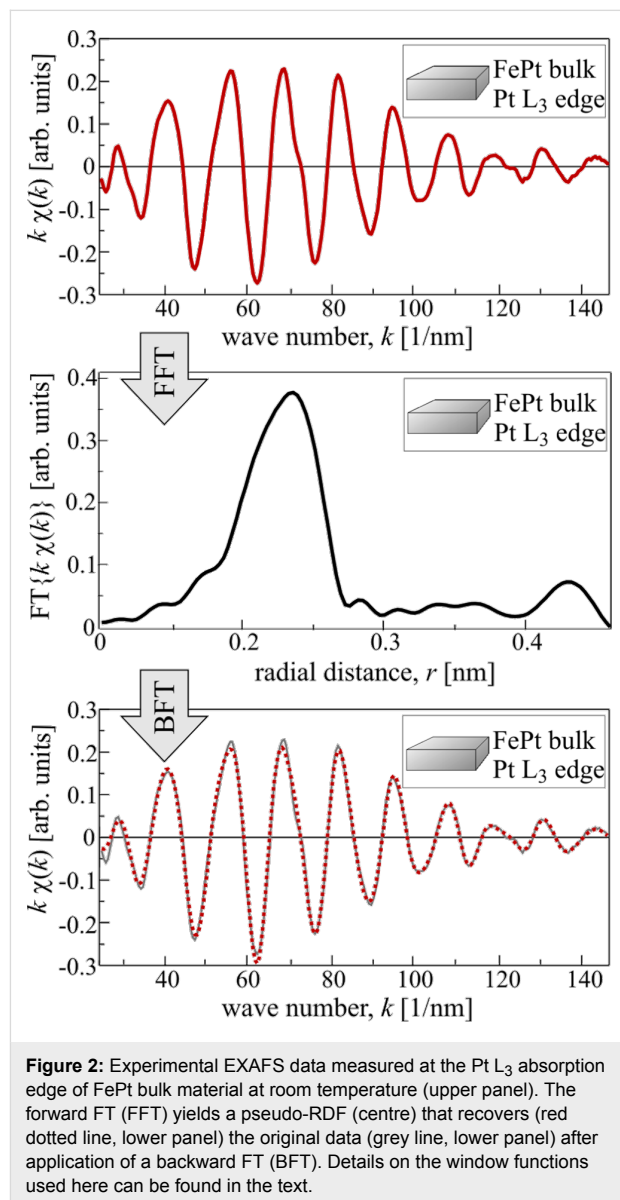 0.3
0.2
0.1
0
-0.1
-0.2
0.3
k χ(k) [arb. units]
FePt bulk
Pt L3 edge
40 60 80 100 120 140
wave number, k [1/nm]
FFT
0.4
0.3
0.2
0.1
0
FT{k χ(k)} [arb. units]
FePt bulk
Pt L3 edge
0 0.2 0.3 0.4
radial distance, r [nm]
BFT
0.3
0.2
0.1
0
-0.1
-0.2
0.3
k χ(k) [arb. units]
FePt bulk
Pt L3 edge
40 60 80 100 120 140
wave number, k [1/nm]
Figure 2: Experimental EXAFS data measured at the Pt L3 absorption
edge of FePt bulk material at room temperature (upper panel). The
forward FT (FFT) yields a pseudo-RDF (centre) that recovers (red
dotted line, lower panel) the original data (grey line, lower panel) after
application of a backward FT (BFT). Details on the window functions
used here can be found in the text.